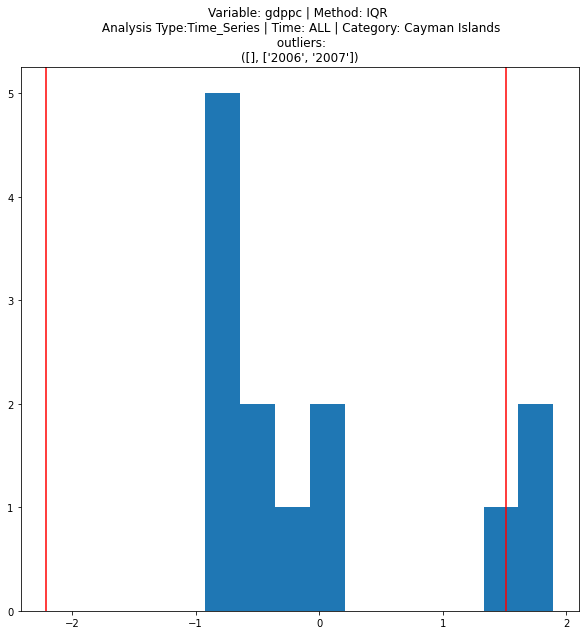 Variable: gdppc | Method: IQR
Analysis Type:Time_Series | Time: ALL | Category: Cayman Islands
outliers:
([], ['2006', '2007'])
5
4
3
2
1
0
−2
−1
0
1
2